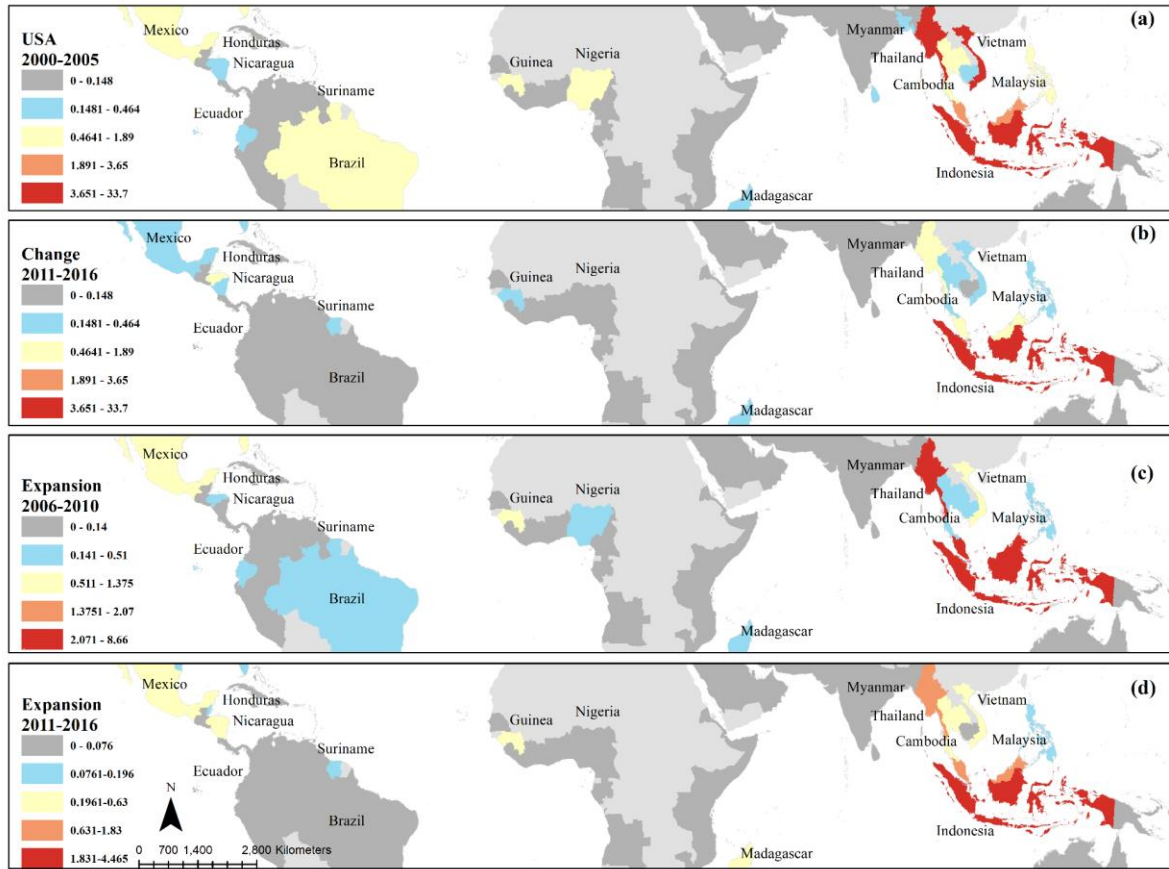 (a)
USA
2000-2005
0 - 0.148
0.1481 - 0.464
0.4641 - 1.89
1.891 - 3.65
3.651 - 33.7
Mexico
Honduras
Nicaragua
Ecuador
Suriname
Brazil
Guinea
Nigeria
Madagascar
Myanmar
Thailand
Cambodia
Vietnam
Malaysia
Indonesia
(b)
Change
2011-2016
0 - 0.148
0.1481 - 0.464
0.4641 - 1.89
1.891 - 3.65
3.651 - 33.7
Mexico
Honduras
Nicaragua
Ecuador
Suriname
Brazil
Guinea
Nigeria
Madagascar
Myanmar
Thailand
Cambodia
Vietnam
Malaysia
Indonesia
(c)
Expansion
2006-2010
0 - 0.14
0.141 - 0.51
0.511 - 1.375
1.3751 - 2.07
2.071 - 8.66
Mexico
Honduras
Nicaragua
Ecuador
Suriname
Brazil
Guinea
Nigeria
Madagascar
Myanmar
Thailand
Cambodia
Vietnam
Malaysia
Indonesia
(d)
Expansion
2011-2016
0 - 0.076
0.0761-0.196
0.1961-0.63
0.631-1.83
1.831-4.465
Mexico
Honduras
Nicaragua
Ecuador
Suriname
Brazil
Guinea
Nigeria
Madagascar
Myanmar
Thailand
Cambodia
Vietnam
Malaysia
Indonesia
N
0 700 1,400 2,800 Kilometers